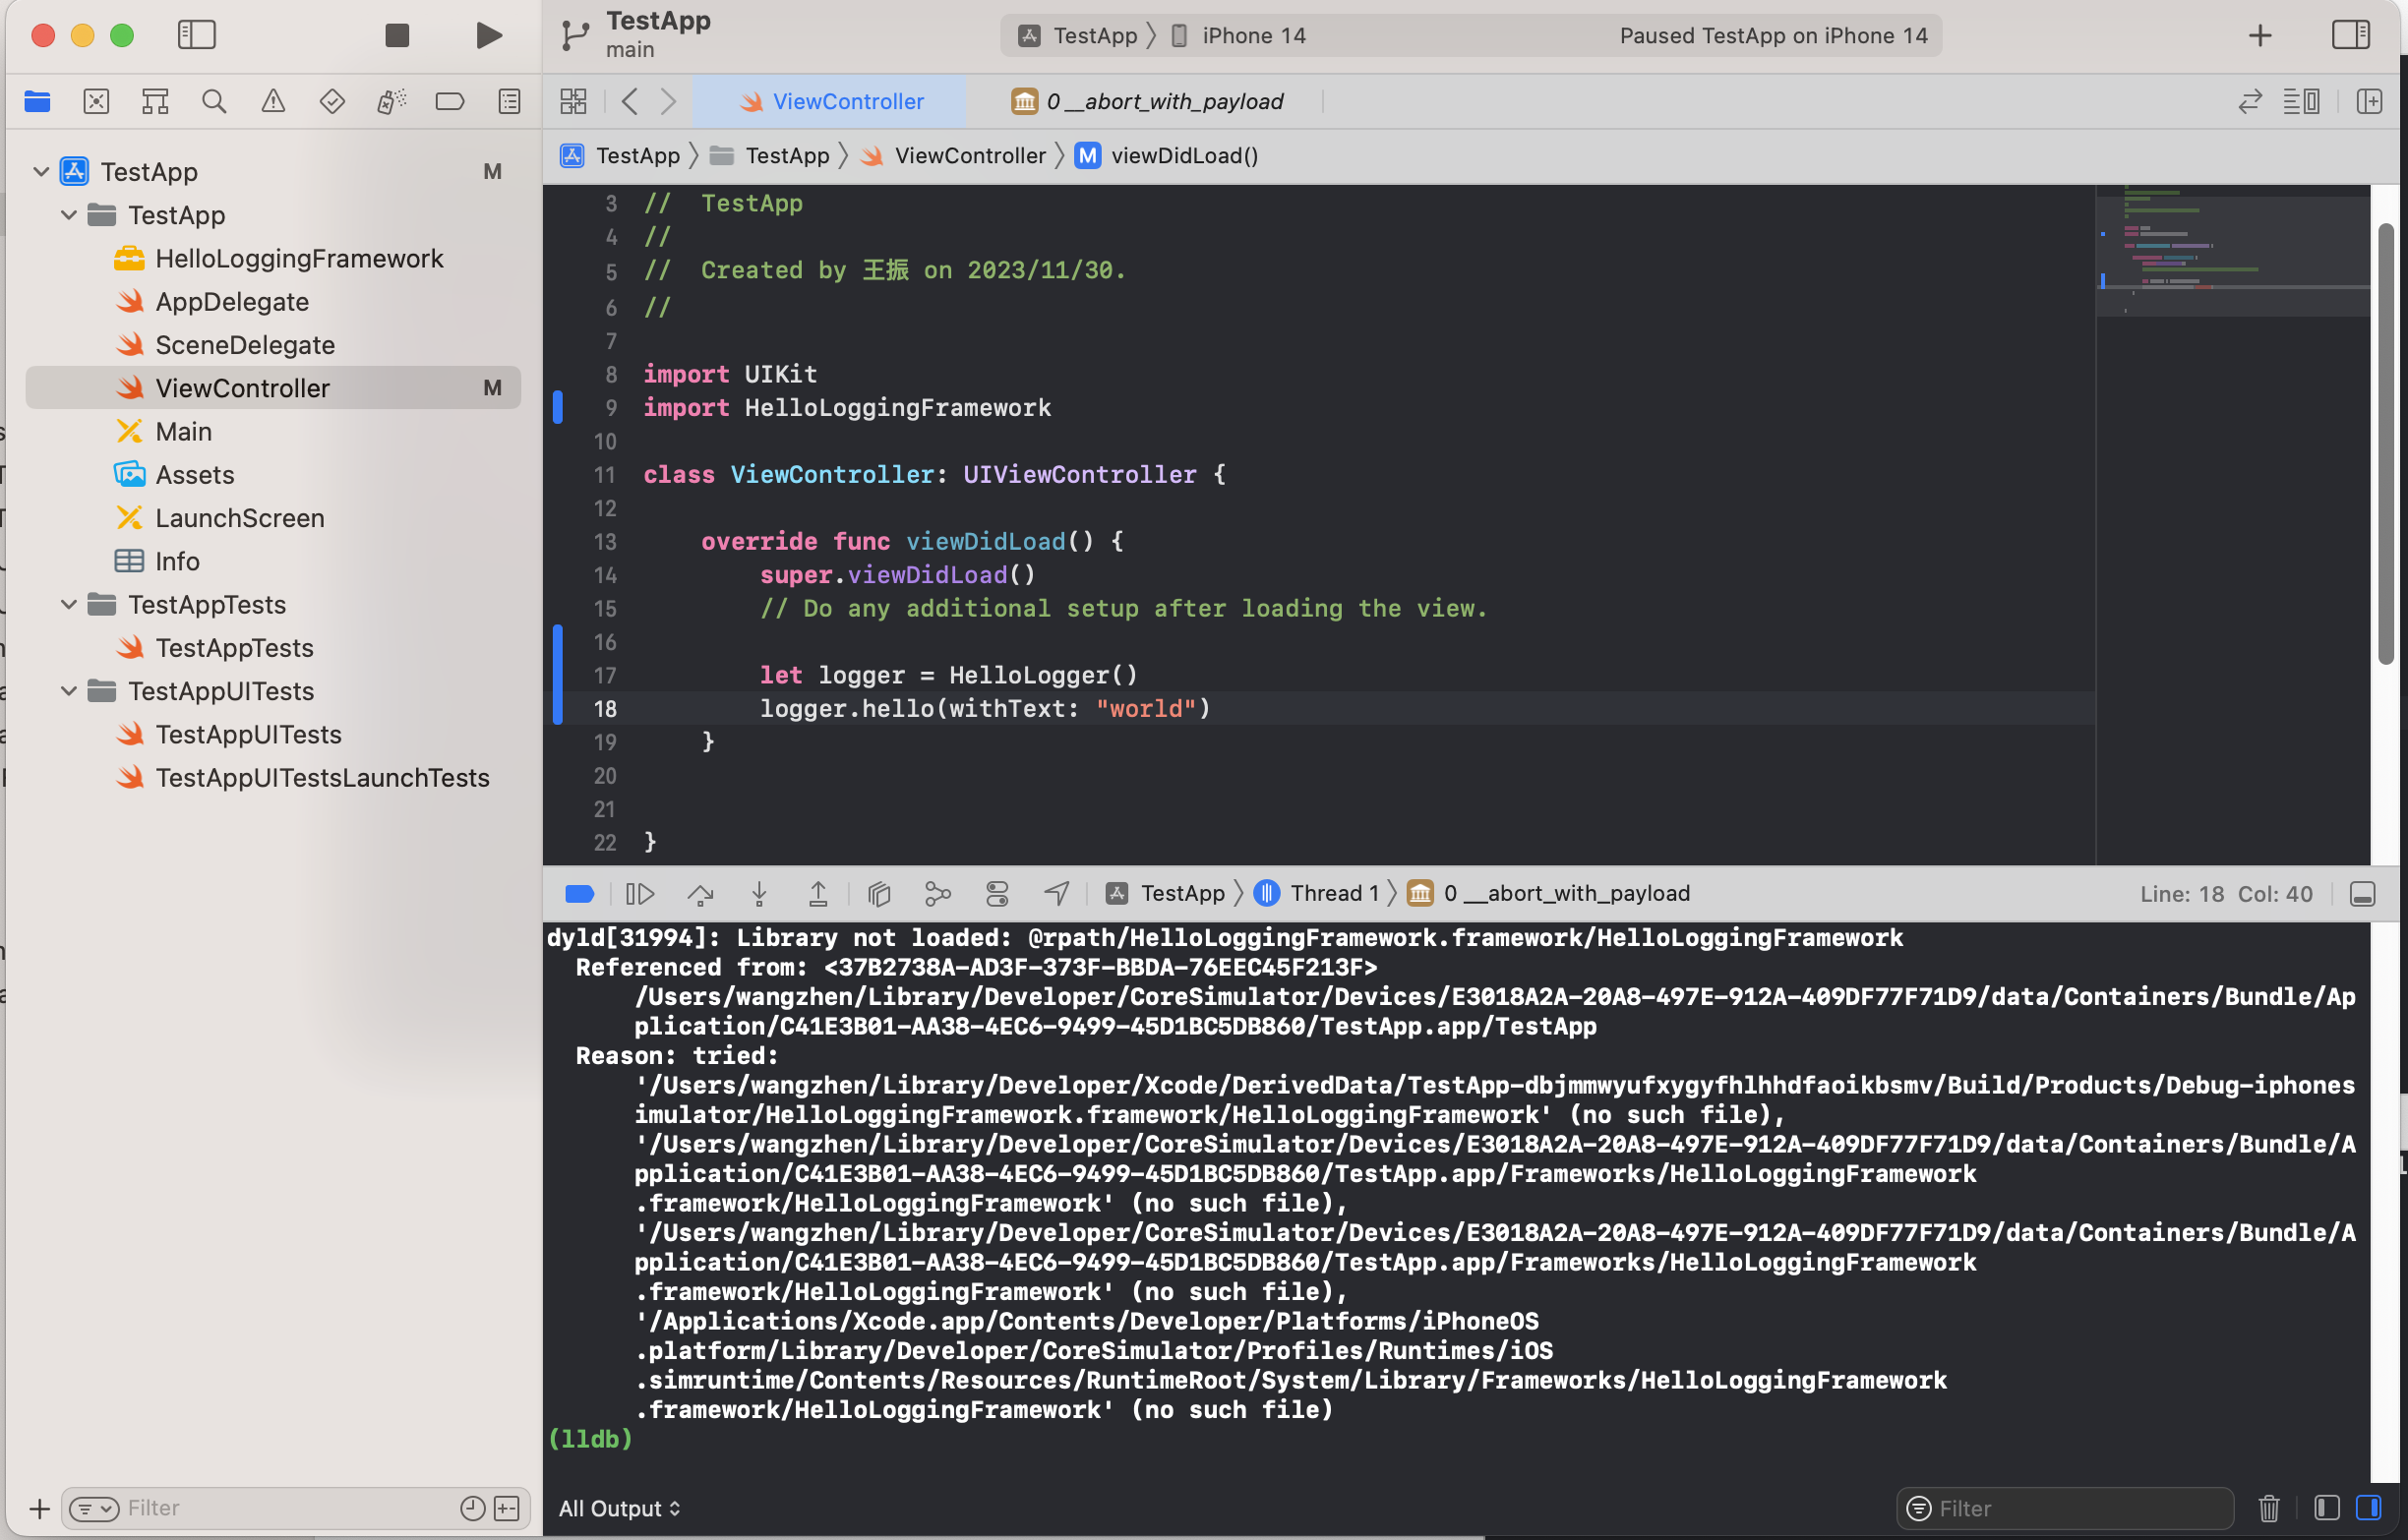 TestApp
main
TestApp
iPhone 14
Paused TestApp on iPhone 14
ViewController
0 __abort_with_payload
TestApp
TestApp
ViewController
M
viewDidLoad()
TestApp
M
TestApp
HelloLoggingFramework
AppDelegate
SceneDelegate
ViewController
M
Main
Assets
LaunchScreen
Info
TestAppTests
TestAppTests
TestAppUITests
TestAppUITests
TestAppUITestsLaunchTests
Filter
3 //  TestApp
4 //
5 //  Created by 王振 on 2023/11/30.
6 //
7
8 import UIKit
9 import HelloLoggingFramework
10
11 class ViewController: UIViewController {
12
13     override func viewDidLoad() {
14         super.viewDidLoad()
15         // Do any additional setup after loading the view.
16
17         let logger = HelloLogger()
18         logger.hello(withText: "world")
19     }
20
21
22 }
TestApp
Thread 1
0 __abort_with_payload
Line: 18  Col: 40
dyld[31994]: Library not loaded: @rpath/HelloLoggingFramework.framework/HelloLoggingFramework
Referenced from: <37B2738A-AD3F-373F-BBDA-76EEC45F213F>
/Users/wangzhen/Library/Developer/CoreSimulator/Devices/E3018A2A-20A8-497E-912A-409DF77F71D9/data/Containers/Bundle/Ap
plication/C41E3B01-AA38-4EC6-9499-45D1BC5DB860/TestApp.app/TestApp
Reason: tried:
'/Users/wangzhen/Library/Developer/Xcode/DerivedData/TestApp-dbjmmwyufxygyfhlhhdfaoikbsmv/Build/Products/Debug-iphones
imulator/HelloLoggingFramework.framework/HelloLoggingFramework' (no such file),
'/Users/wangzhen/Library/Developer/CoreSimulator/Devices/E3018A2A-20A8-497E-912A-409DF77F71D9/data/Containers/Bundle/A
pplication/C41E3B01-AA38-4EC6-9499-45D1BC5DB860/TestApp.app/Frameworks/HelloLoggingFramework
.framework/HelloLoggingFramework' (no such file),
'/Users/wangzhen/Library/Developer/CoreSimulator/Devices/E3018A2A-20A8-497E-912A-409DF77F71D9/data/Containers/Bundle/A
pplication/C41E3B01-AA38-4EC6-9499-45D1BC5DB860/TestApp.app/Frameworks/HelloLoggingFramework
.framework/HelloLoggingFramework' (no such file),
'/Applications/Xcode.app/Contents/Developer/Platforms/iPhoneOS
.platform/Library/Developer/CoreSimulator/Profiles/Runtimes/iOS
.simruntime/Contents/Resources/RuntimeRoot/System/Library/Frameworks/HelloLoggingFramework
.framework/HelloLoggingFramework' (no such file)
(lldb)
All Output
Filter